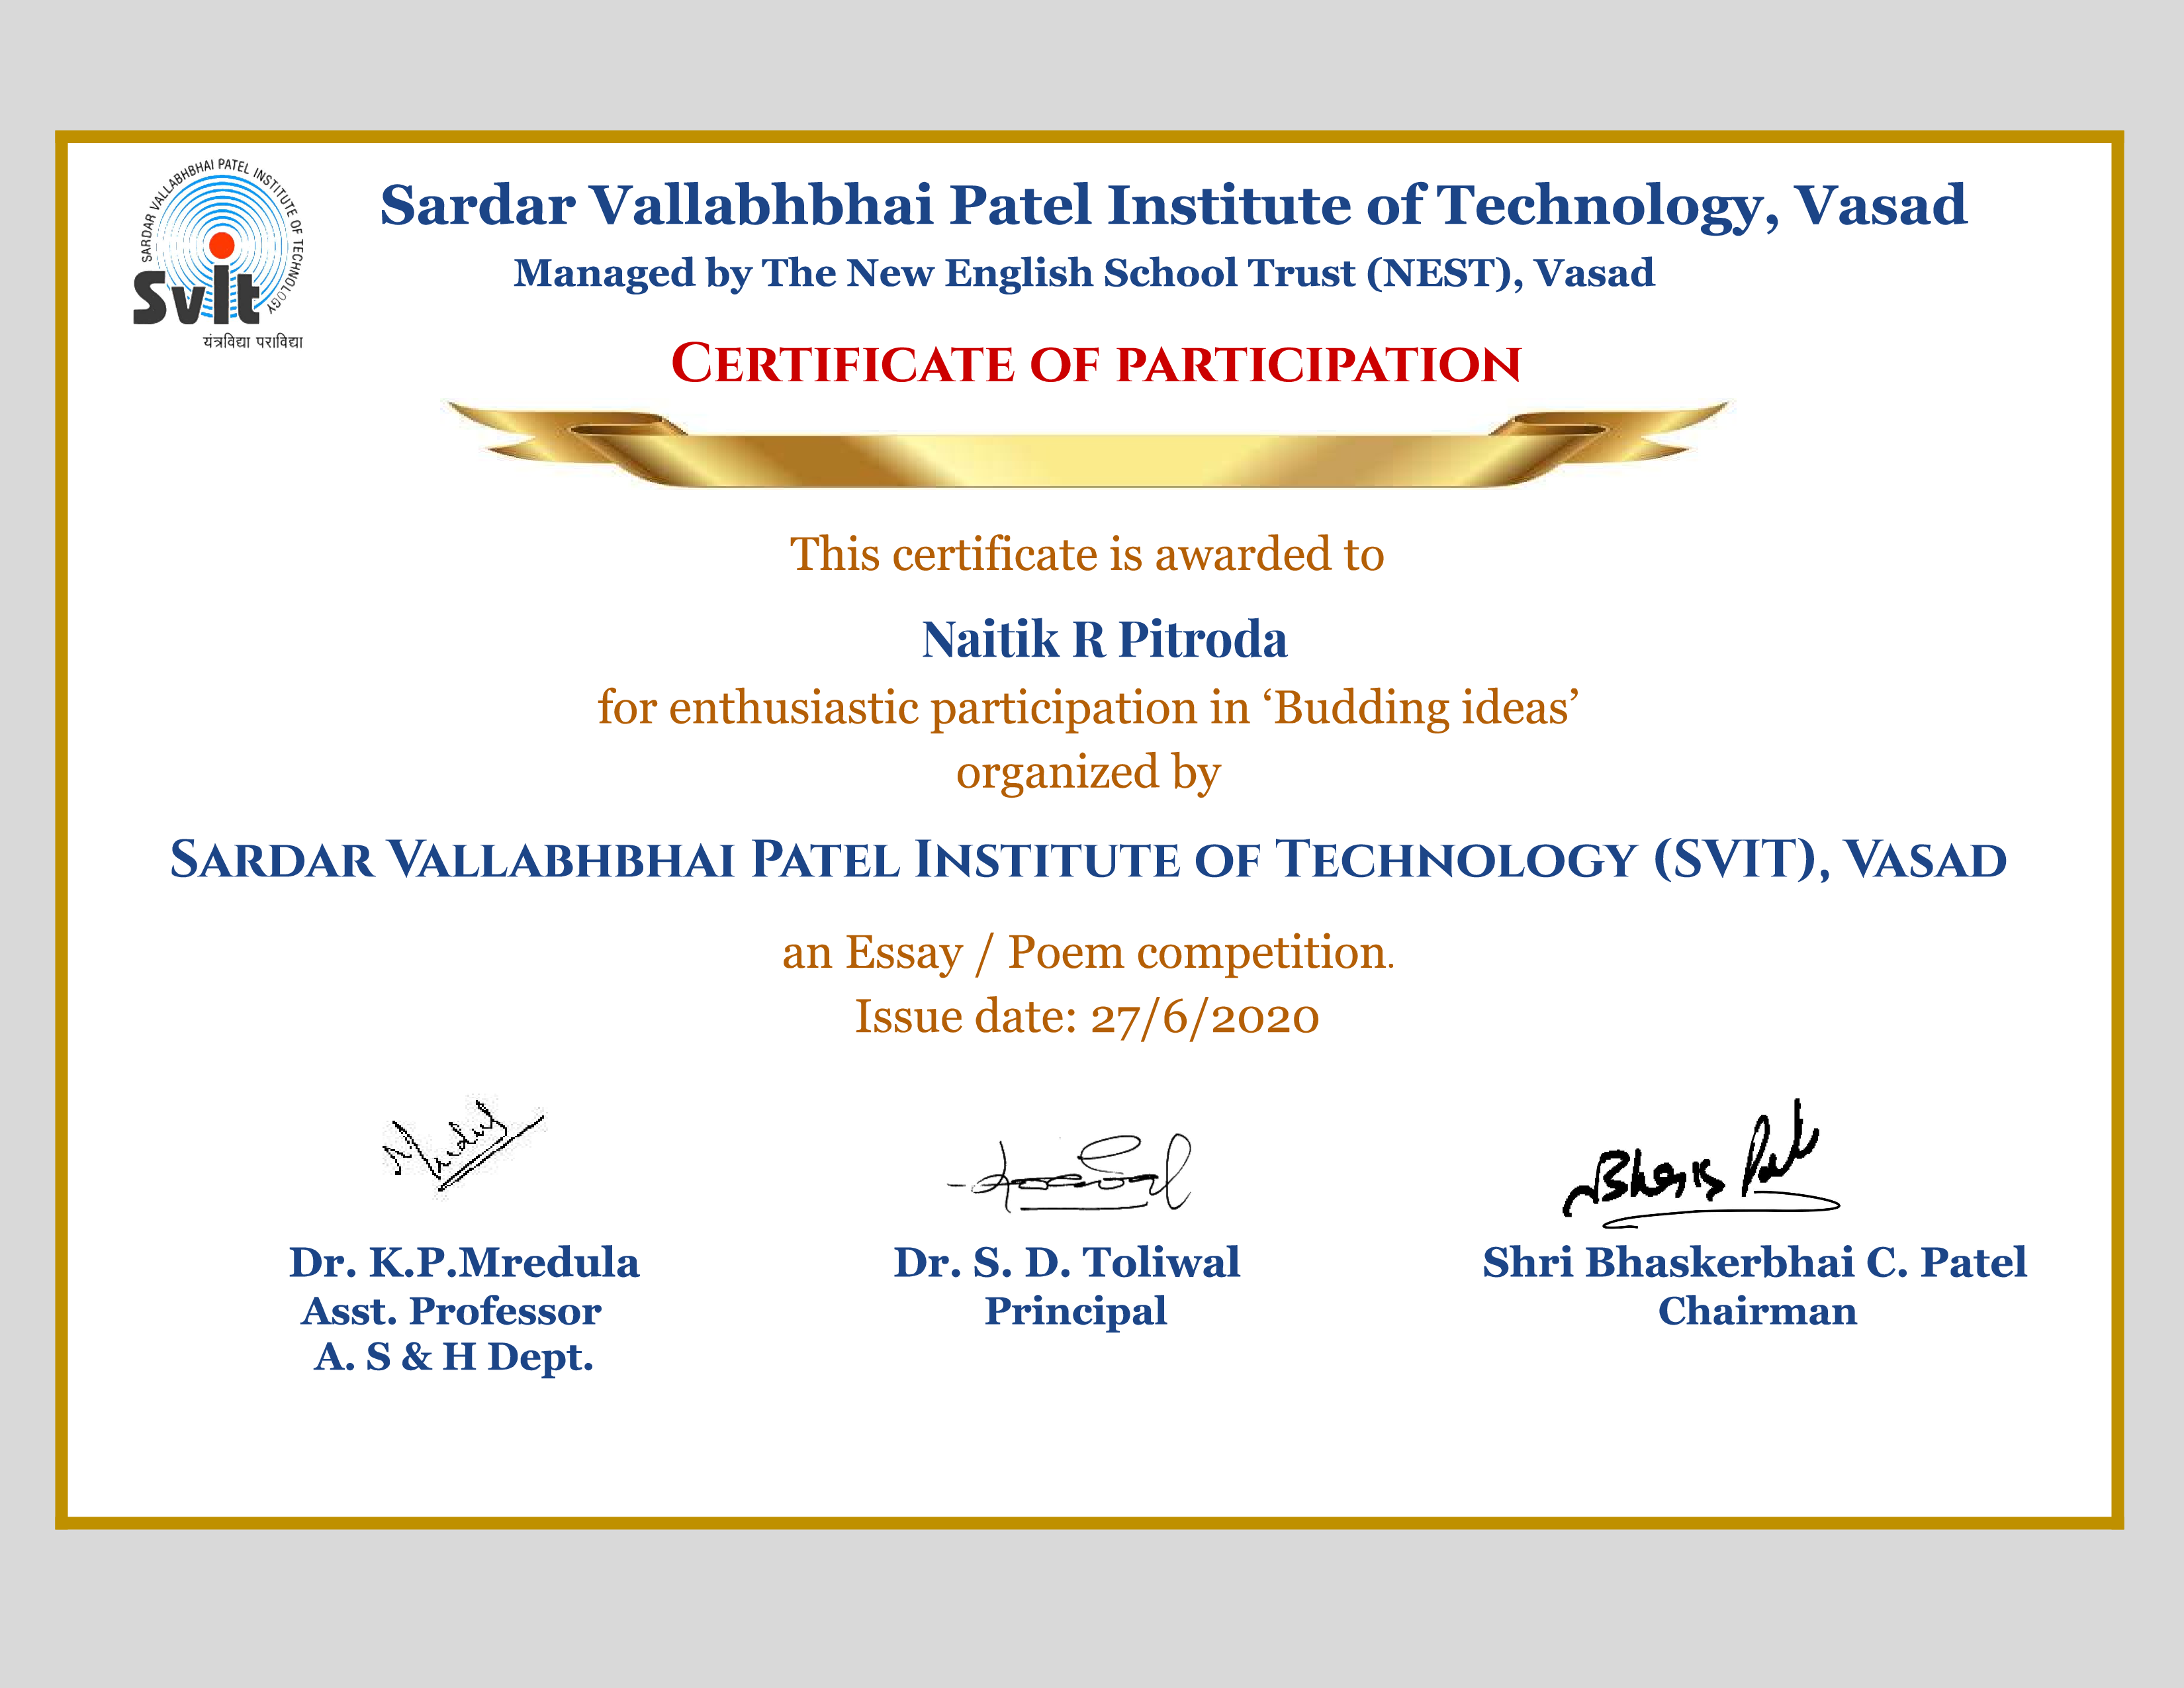 SARDAR VALLABHBHAI PATEL INSTITUTE OF TECHNOLOGY
svIt
यंत्रविद्या पराविद्या
Sardar Vallabhbhai Patel Institute of Technology, Vasad
Managed by The New English School Trust (NEST), Vasad
CERTIFICATE OF PARTICIPATION
This certificate is awarded to
Naitik R Pitroda
for enthusiastic participation in ‘Budding ideas’
organized by
SARDAR VALLABHBHAI PATEL INSTITUTE OF TECHNOLOGY (SVIT), VASAD
an Essay / Poem competition.
Issue date: 27/6/2020
Dr. K.P.Mredula
Asst. Professor
A. S & H Dept.
Dr. S. D. Toliwal
Principal
Shri Bhaskerbhai C. Patel
Chairman